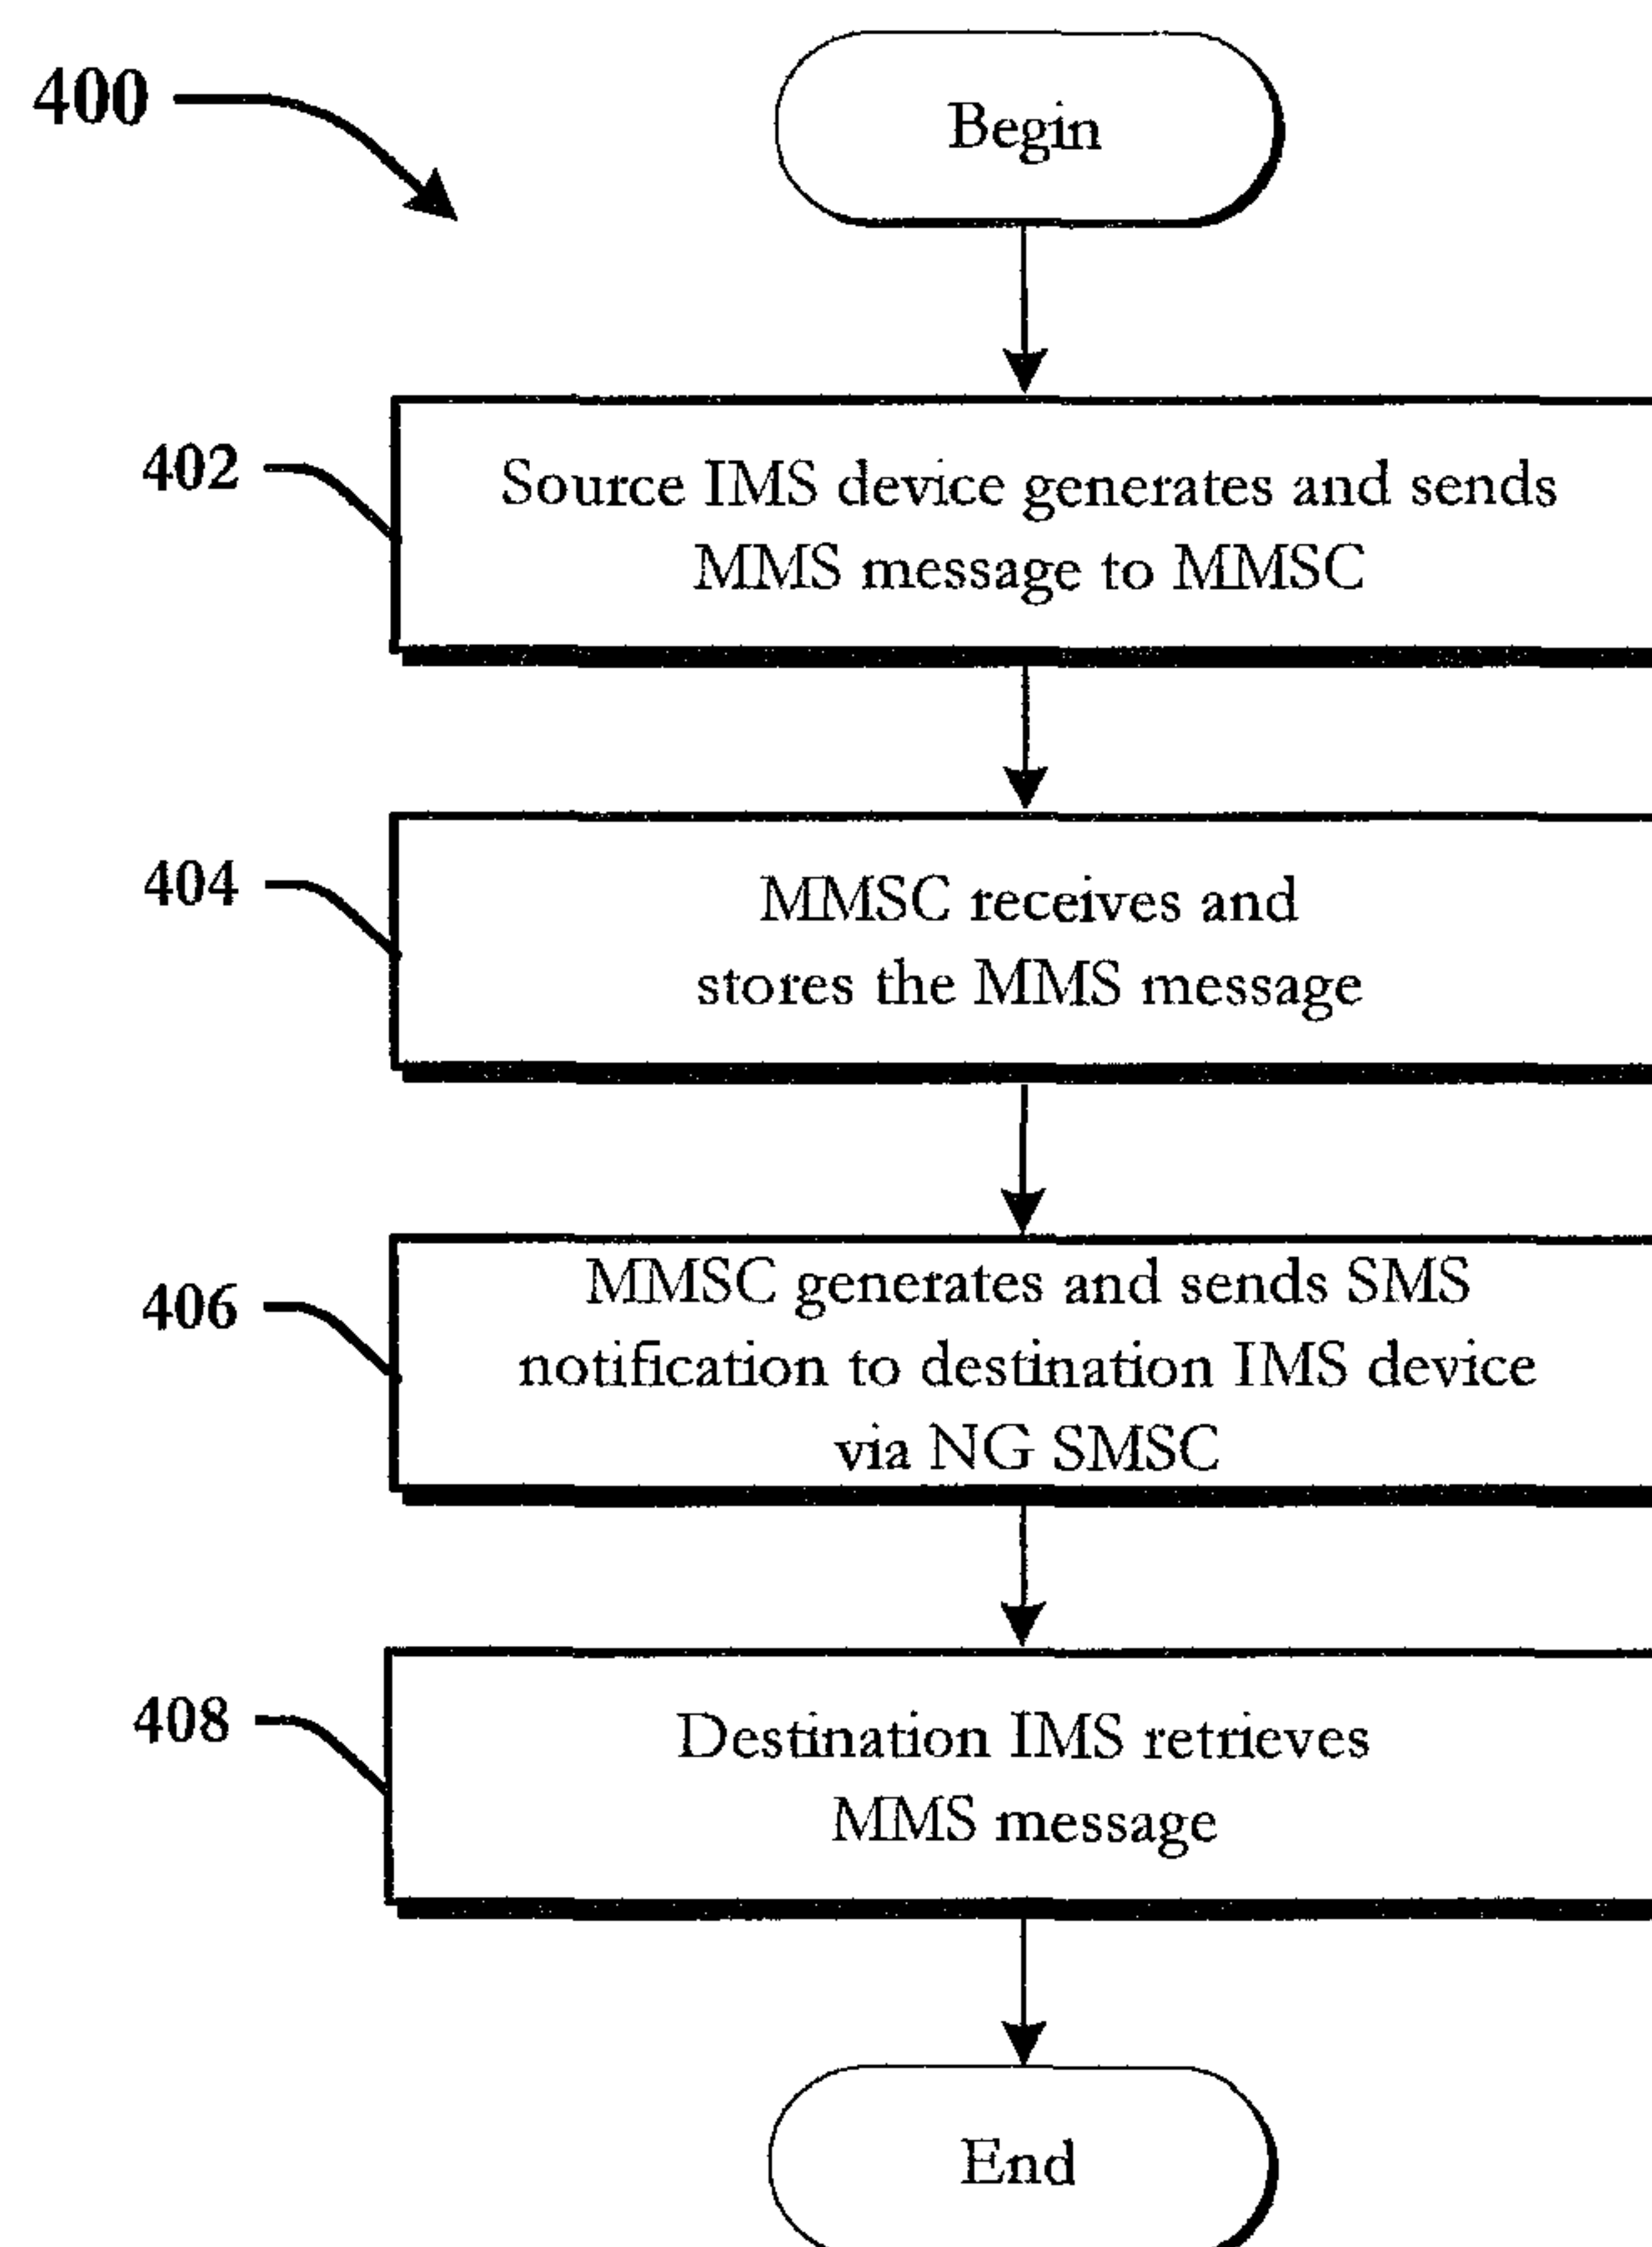 400
Begin
402
Source IMS device generates and sends
MMS message to MMSC
404
MMSC receives and
stores the MMS message
406
MMSC generates and sends SMS
notification to destination IMS device
via NG SMSC
408
Destination IMS retrieves
MMS message
End